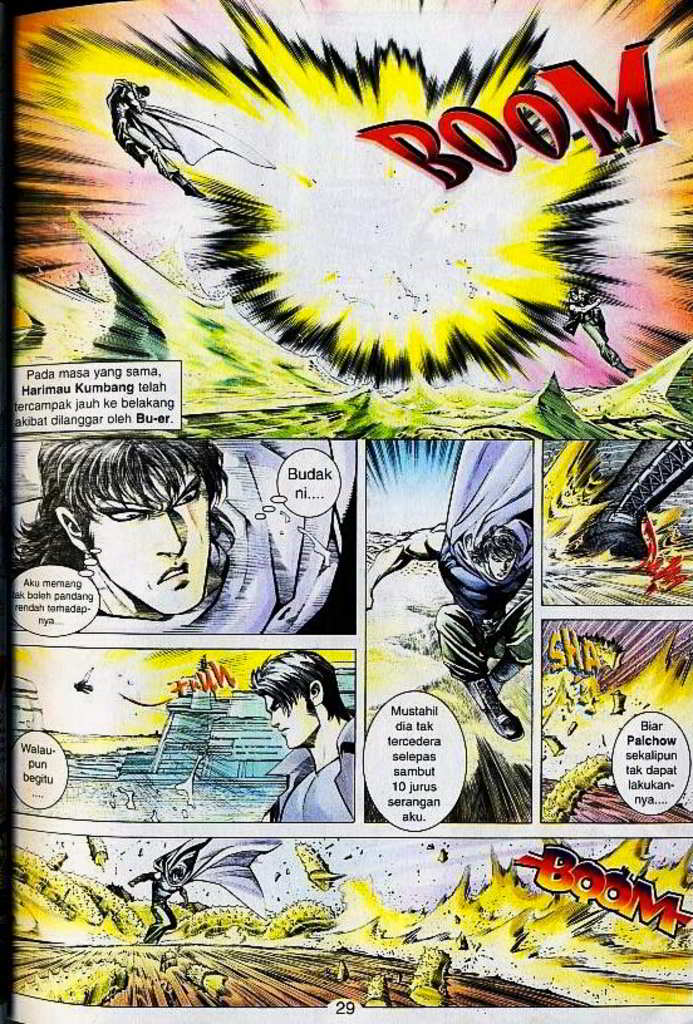 BOOM
Pada masa yang sama,
Harimau Kumbang telah
tercampak jauh ke belakang
akibat dilanggar oleh Bu-er.
Budak
ni....
Aku memang
tak boleh pandang
rendah terhadap-
nya....
Walau-
pun
begitu
....
Mustahil
dia tak
tercedera
selepas
sambut
10 jurus
serangan
aku.
SHA
Biar
Palchow
sekalipun
tak dapat
lakukan-
nya....
BOOM
29